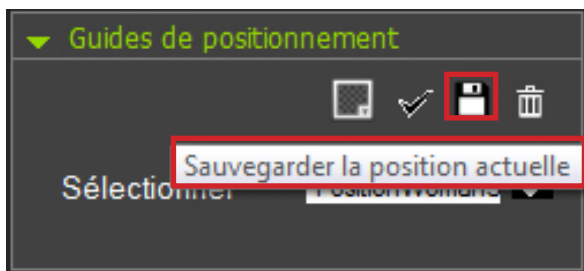 Guides de positionnement
Sauvegarder la position actuelle
Sélectionner